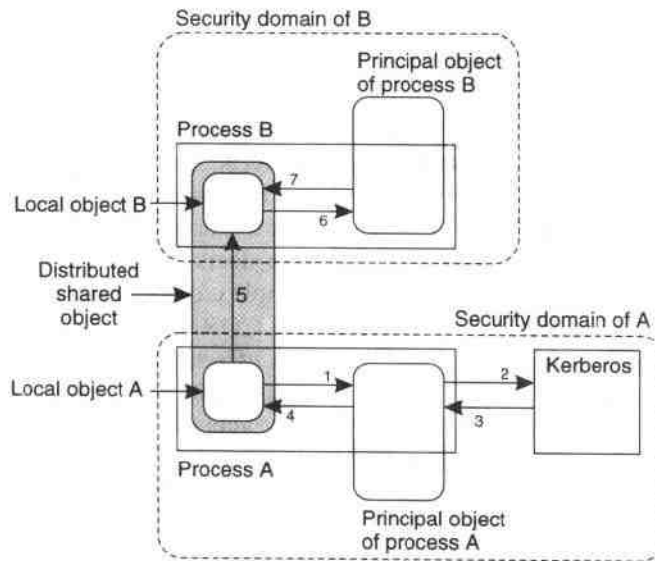 Security domain of B
Principal object
of process B
Process B
7
Local object B
6
Distributed
shared
object
5
Security domain of A
Kerberos
1
2
Local object A
4
3
Process A
Principal object
of process A